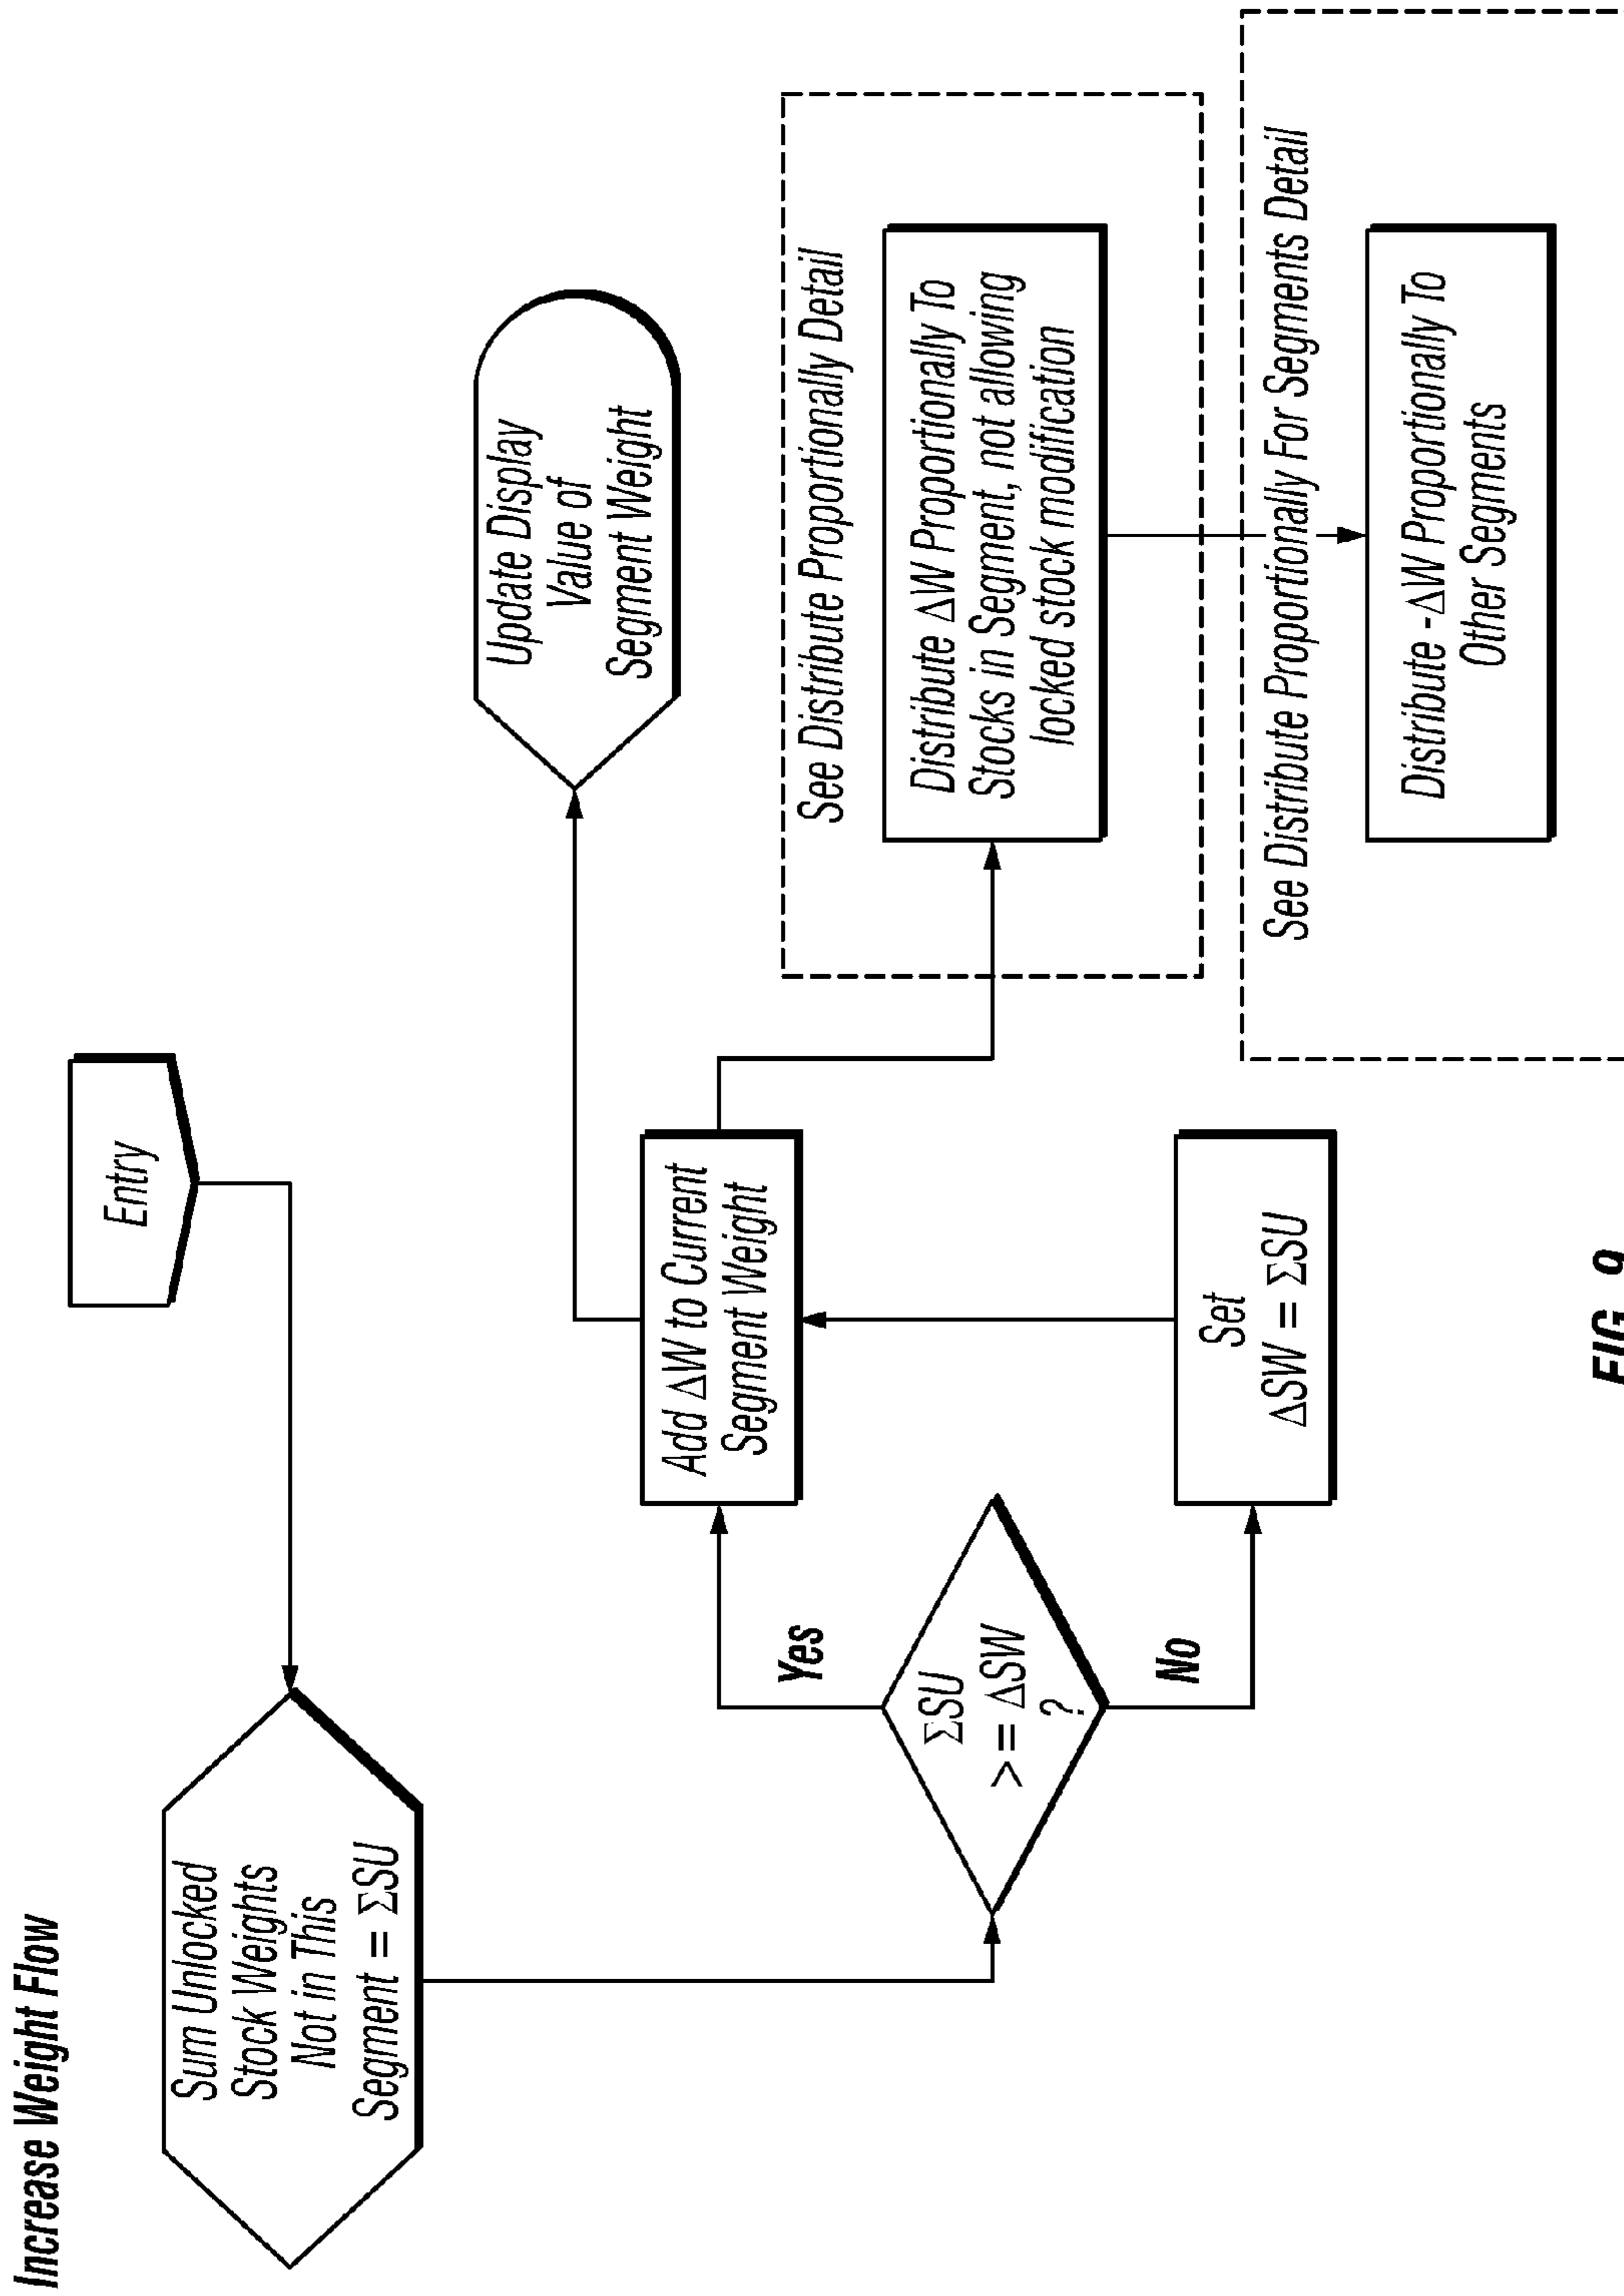 Increase Weight Flow
Entry
Sum Unlocked
Stock Weights
Not in This
Segment = ΣSU
Update Display
Value of
Segment Weight
Add ΔW to Current
Segment Weight
Yes
ΣSU
>= ΔSW
?
No
Set
ΔSW = ΣSU
See Distribute Proportionally Detail
Distribute ΔW Proportionally To
Stocks in Segment, not allowing
locked stock modification
See Distribute Proportionally For Segments Detail
Distribute -ΔW Proportionally To
Other Segments
FIG. 9